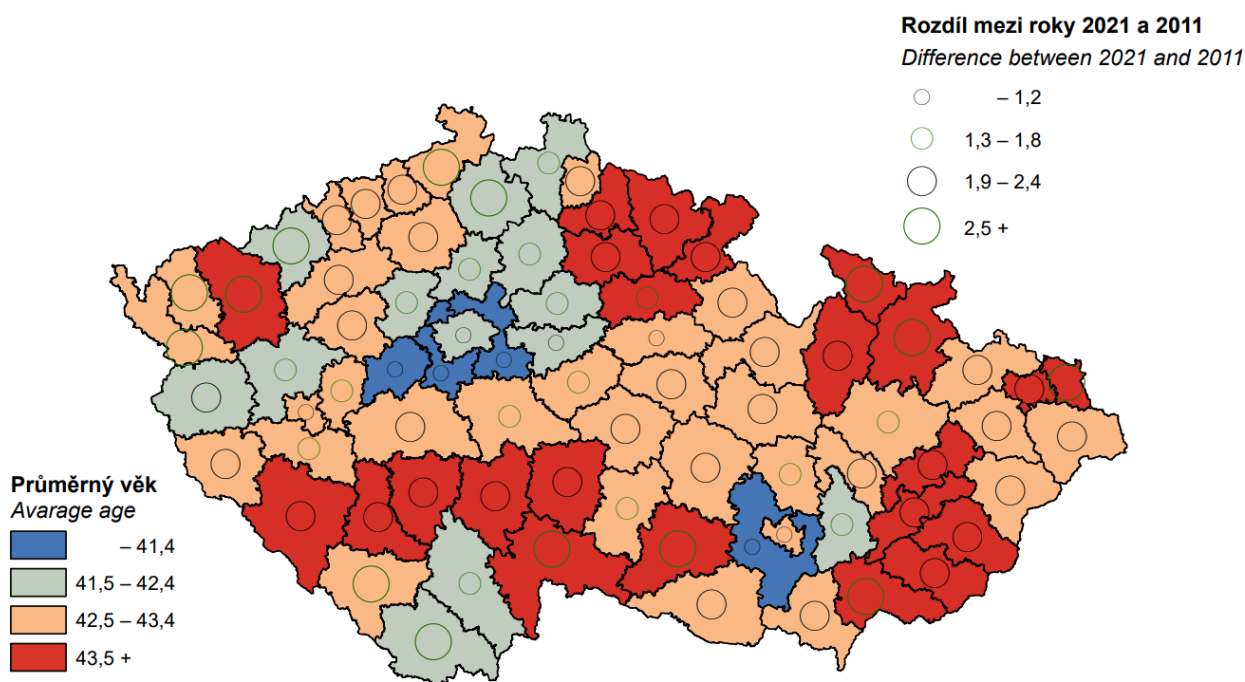 Rozdíl mezi roky 2021 a 2011
Difference between 2021 and 2011
– 1,2
1,3 – 1,8
1,9 – 2,4
2,5 +
Průměrný věk
Avarage age
– 41,4
41,5 – 42,4
42,5 – 43,4
43,5 +